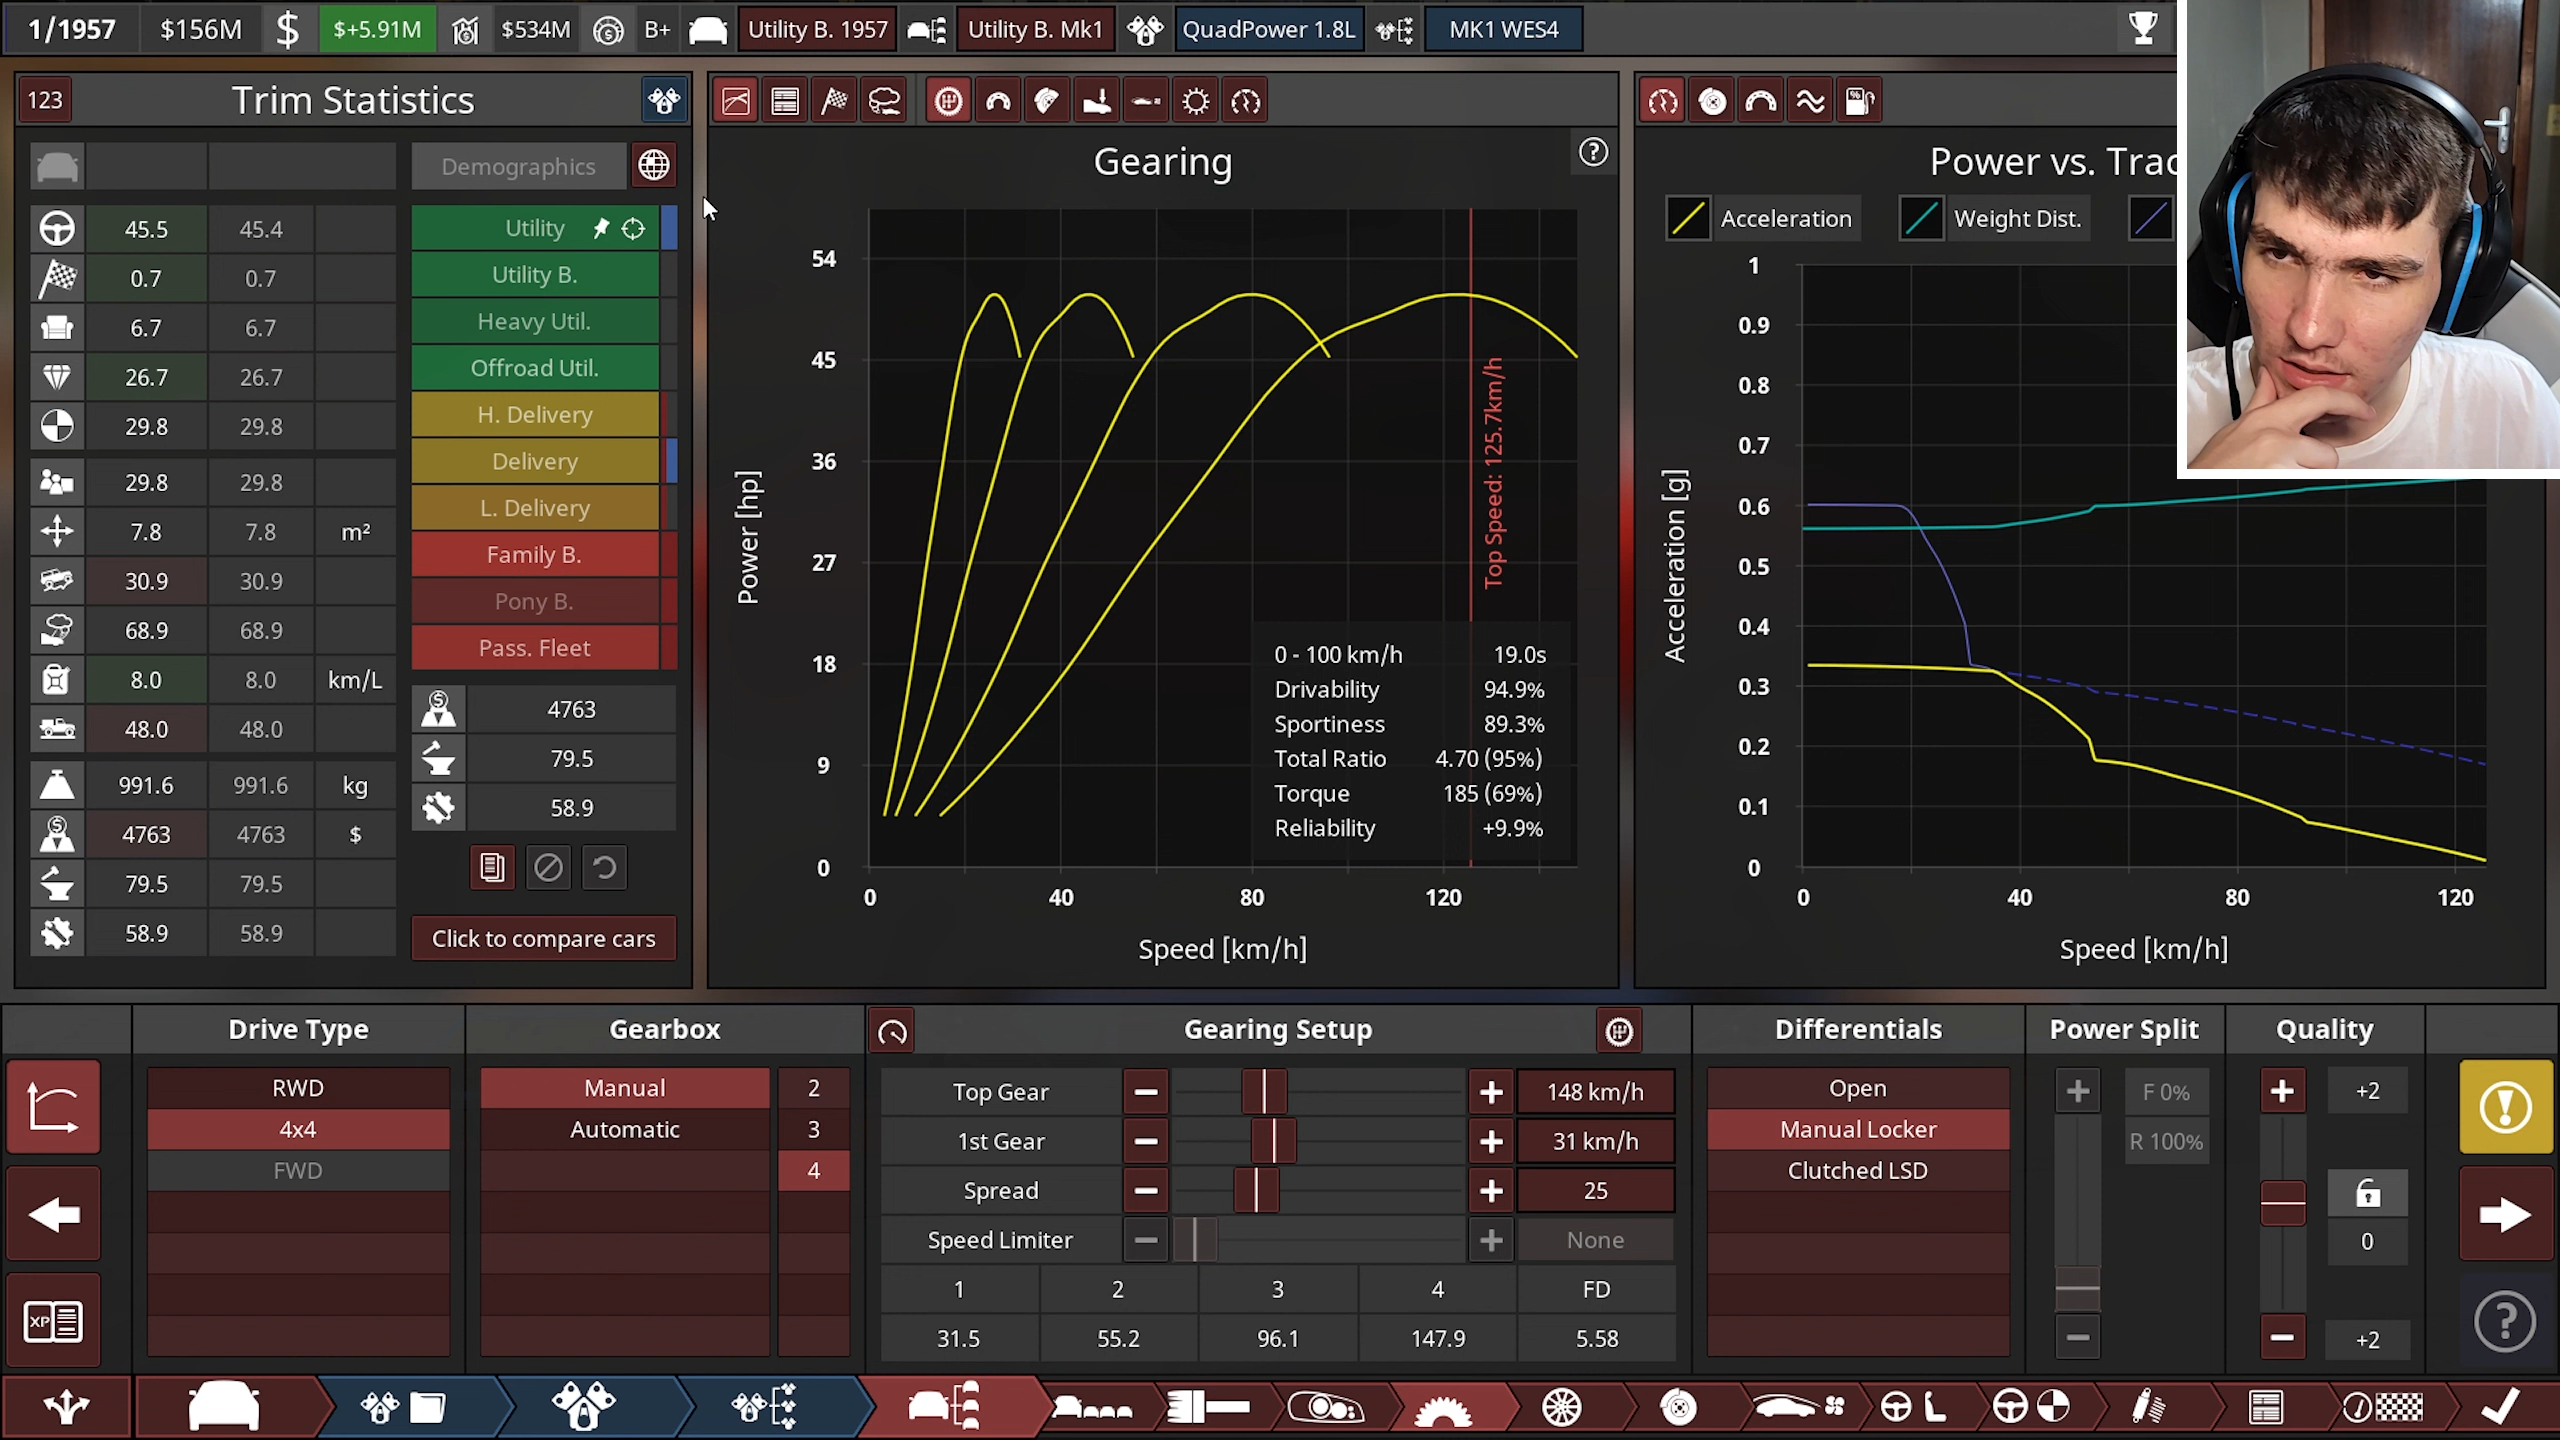 1/1957 $156M $+5.91M $534M B+ Utility B. 1957 Utility B. Mk1 QuadPower 1.8L MK1 WES4
123 Trim Statistics
Demographics
45.5 45.4
0.7 0.7
6.7 6.7
26.7 26.7
29.8 29.8
29.8 29.8
7.8 7.8 m²
30.9 30.9
68.9 68.9
8.0 8.0 km/L
48.0 48.0
991.6 991.6 kg
4763 4763 $
79.5 79.5
58.9 58.9
Utility
Utility B.
Heavy Util.
Offroad Util.
H. Delivery
Delivery
L. Delivery
Family B.
Pony B.
Pass. Fleet
4763
79.5
58.9
Click to compare cars
Gearing
Power [hp]
54
45
36
27
18
9
0
0 40 80 120
Speed [km/h]
Top Speed: 125.7km/h
0 - 100 km/h 19.0s
Drivability 94.9%
Sportiness 89.3%
Total Ratio 4.70 (95%)
Torque 185 (69%)
Reliability +9.9%
Power vs. Trac
Acceleration Weight Dist.
Acceleration [g]
1
0.9
0.8
0.7
0.6
0.5
0.4
0.3
0.2
0.1
0
0 40 80 120
Speed [km/h]
Drive Type
RWD
4x4
FWD
Gearbox
Manual 2
Automatic 3
4
Gearing Setup
Top Gear 148 km/h
1st Gear 31 km/h
Spread 25
Speed Limiter None
1 2 3 4 FD
31.5 55.2 96.1 147.9 5.58
Differentials
Open
Manual Locker
Clutched LSD
Power Split
F 0%
R 100%
Quality
+2
0
+2
XP